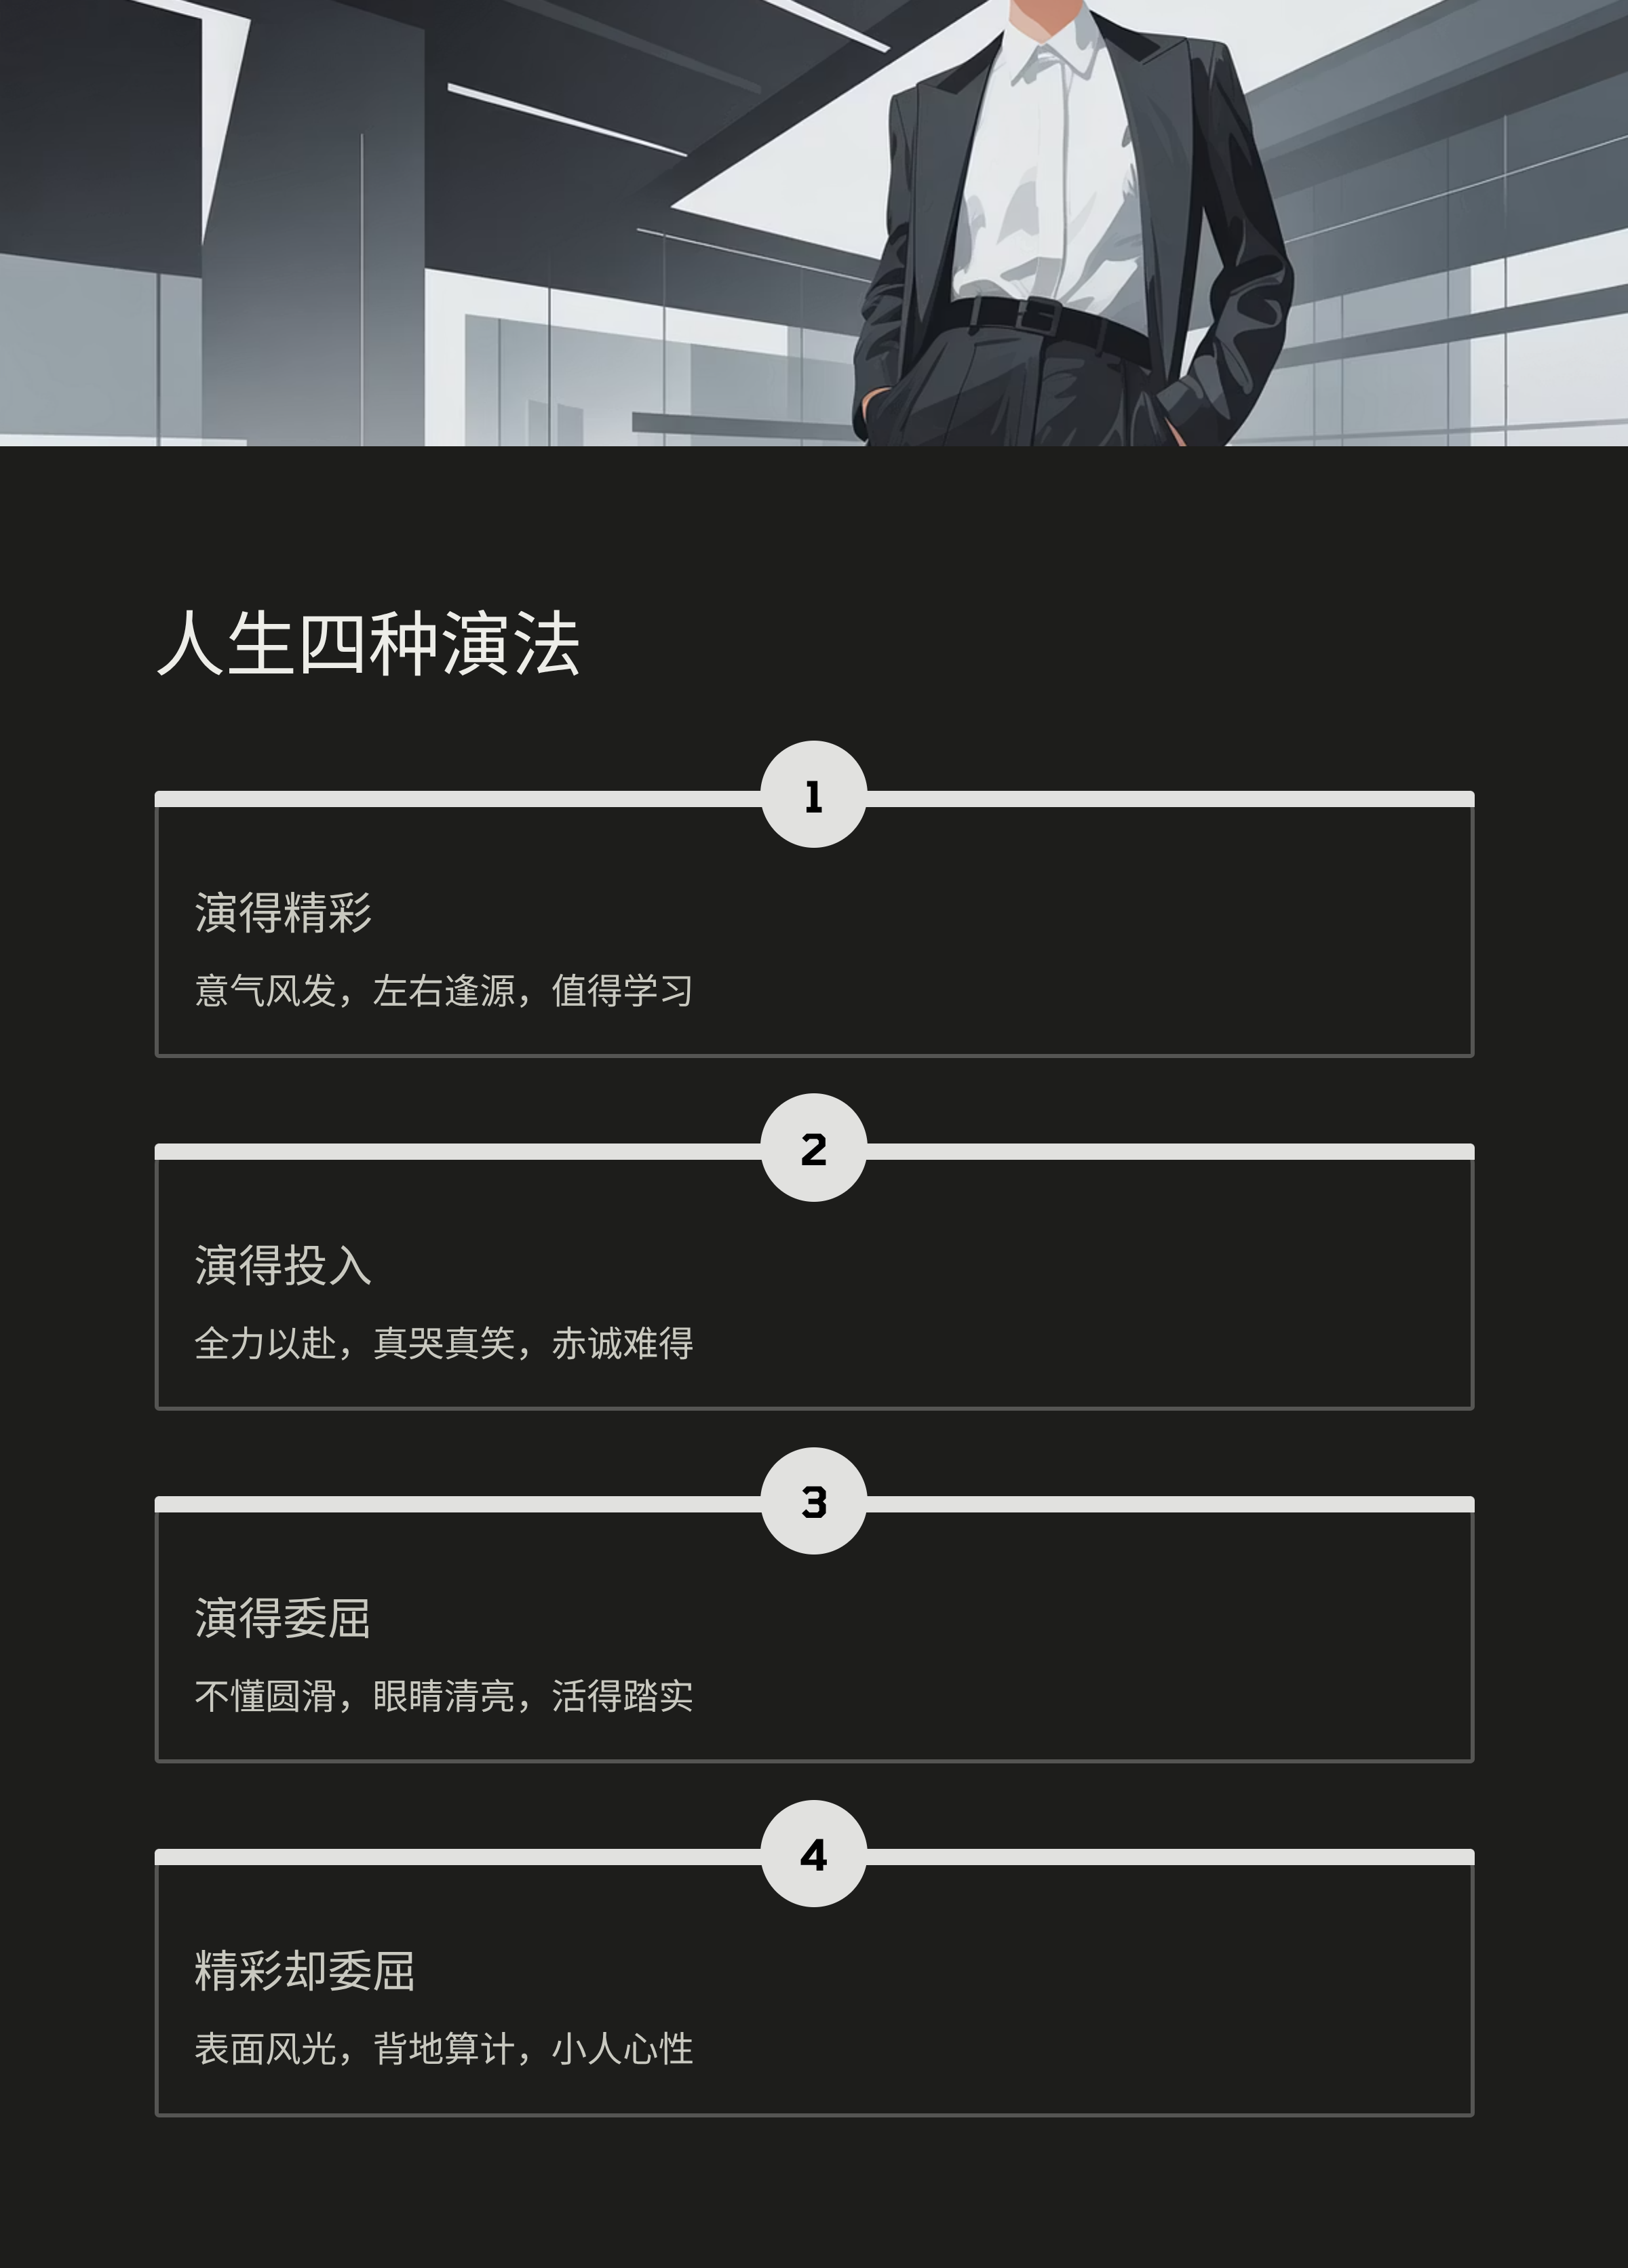 人生四种演法
1
演得精彩
意气风发，左右逢源，值得学习
2
演得投入
全力以赴，真哭真笑，赤诚难得
3
演得委屈
不懂圆滑，眼睛清亮，活得踏实
4
精彩却委屈
表面风光，背地算计，小人心性